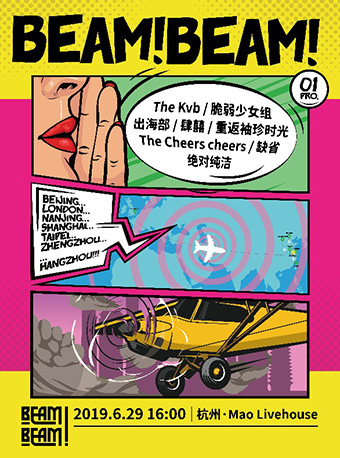 BEAM!BEAM!
01
PRO.
The Kvb / 脆弱少女组
出海部 / 肆囍 / 重返袖珍时光
The Cheers cheers / 缺省
绝对纯洁
BEIJING...
LONDON...
NANJING...
SHANGHAI...
TAIPEI...
ZHENGZHOU...
...
HANGZHOU!!!
BEAM
BEAM!
2019.6.29 16:00 | 杭州·Mao Livehouse